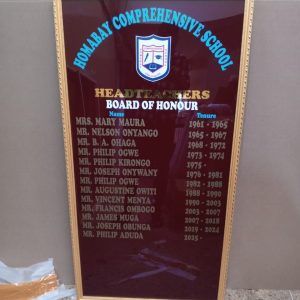 HOMABAY COMPREHENSIVE SCHOOL
HEADTEACHERS
BOARD OF HONOUR
Name Tenure
MRS. MARY MAURA 1961 - 1965
MR. NELSON ONYANGO 1965 - 1967
MR. B. A. OHAGA 1968 - 1972
MR. PHILIP OGWE 1973 - 1974
MR. PHILIP KIRONGO 1975 -
MR. JOSEPH ONYWANY 1976 - 1981
MR. PHILIP OGWE 1982 - 1988
MR. AUGUSTINE OWITI 1988 - 1990
MR. VINCENT MENYA 1990 - 2003
MR. FRANCIS OMBOGO 2003 - 2007
MR. JAMES MUGA 2007 - 2018
MR. JOSEPH OBUNGA 2019 - 2024
MR. PHILIP ADUDA 2025 -